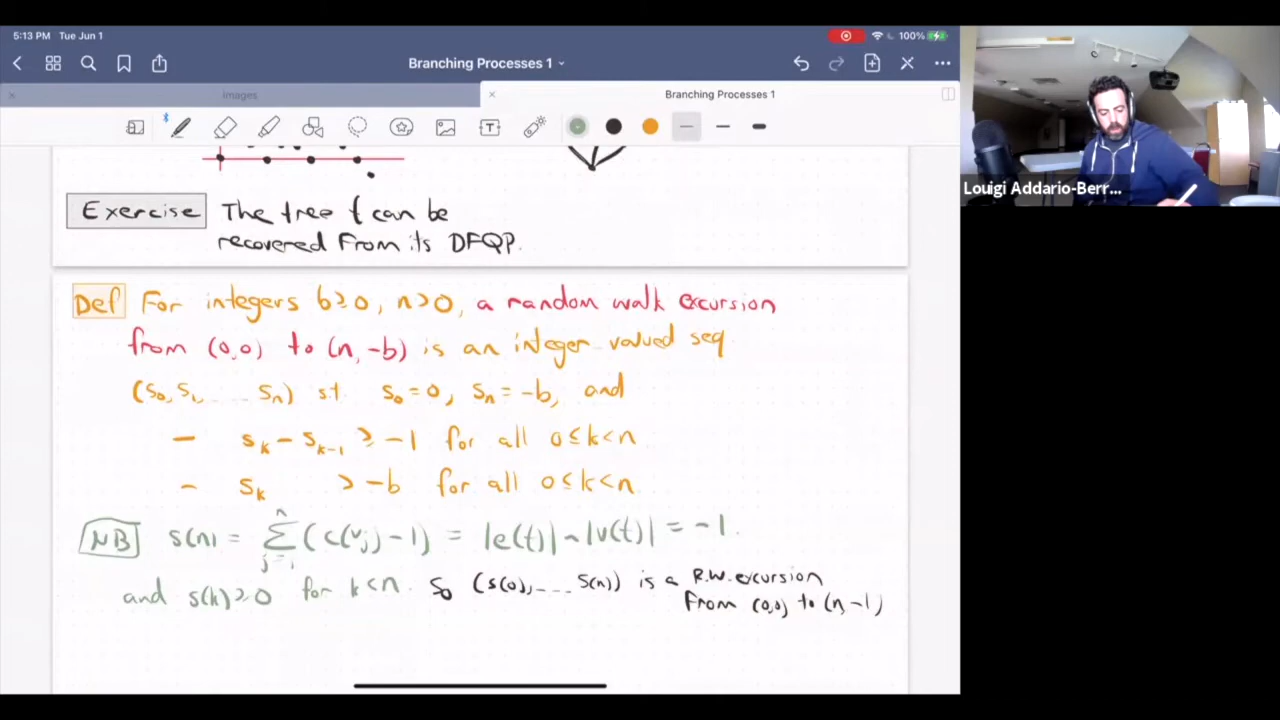 5:13 PM Tue Jun 1
100%
Branching Processes 1
Images
Branching Processes 1
Exercise The tree t can be
recovered From its DFQP.
Def For integers b≥0, n>0, a random walk excursion
from (0,0) to (n,-b) is an integer-valued seq
(s₀,s₁,...sₙ) s.t. s₀=0, sₙ=-b, and
- sₖ - sₖ₋₁ ≥ -1 for all 0≤k<n
- sₖ > -b for all 0≤k<n
NB s(n) = ∑ⱼ₌₁ⁿ (c(vⱼ)-1) = |e(t)|-|v(t)| = -1.
and s(k)≥0 for k<n. So (s(0),...s(n)) is a R.W. excursion
From (0,0) to (n,-1)
Louigi Addario-Berr...